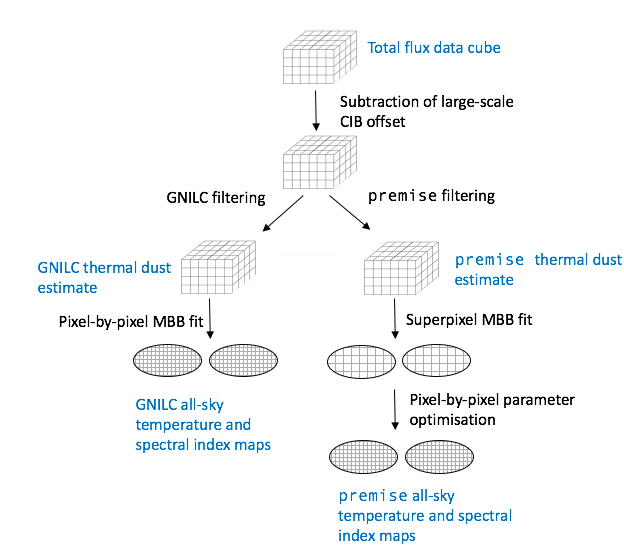 Total flux data cube
Subtraction of large-scale
CIB offset
GNILC filtering
premise filtering
GNILC thermal dust
estimate
premise thermal dust
estimate
Pixel-by-pixel MBB fit
Superpixel MBB fit
GNILC all-sky
temperature and
spectral index maps
Pixel-by-pixel parameter
optimisation
premise all-sky
temperature and spectral
index maps